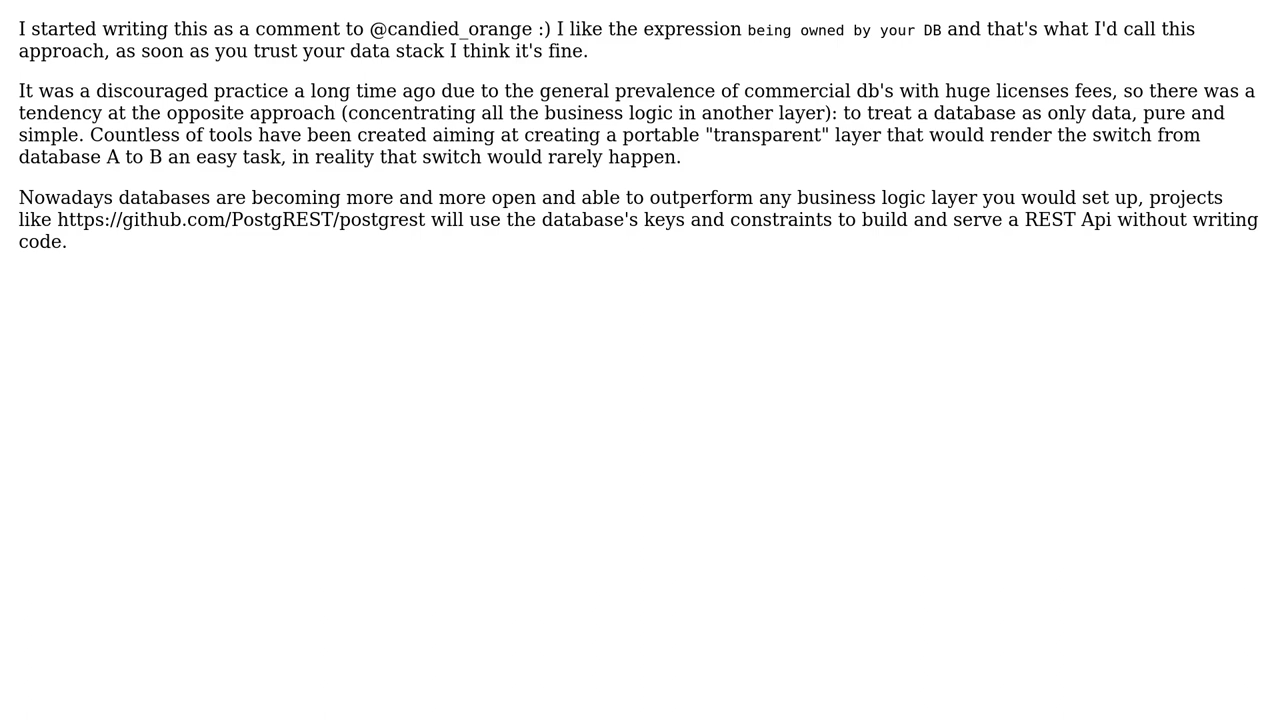 I started writing this as a comment to @candied_orange :) I like the expression being owned by your DB and that's what I'd call this
approach, as soon as you trust your data stack I think it's fine.
It was a discouraged practice a long time ago due to the general prevalence of commercial db's with huge licenses fees, so there was a
tendency at the opposite approach (concentrating all the business logic in another layer): to treat a database as only data, pure and
simple. Countless of tools have been created aiming at creating a portable "transparent" layer that would render the switch from
database A to B an easy task, in reality that switch would rarely happen.
Nowadays databases are becoming more and more open and able to outperform any business logic layer you would set up, projects
like https://github.com/PostgREST/postgrest will use the database's keys and constraints to build and serve a REST Api without writing
code.